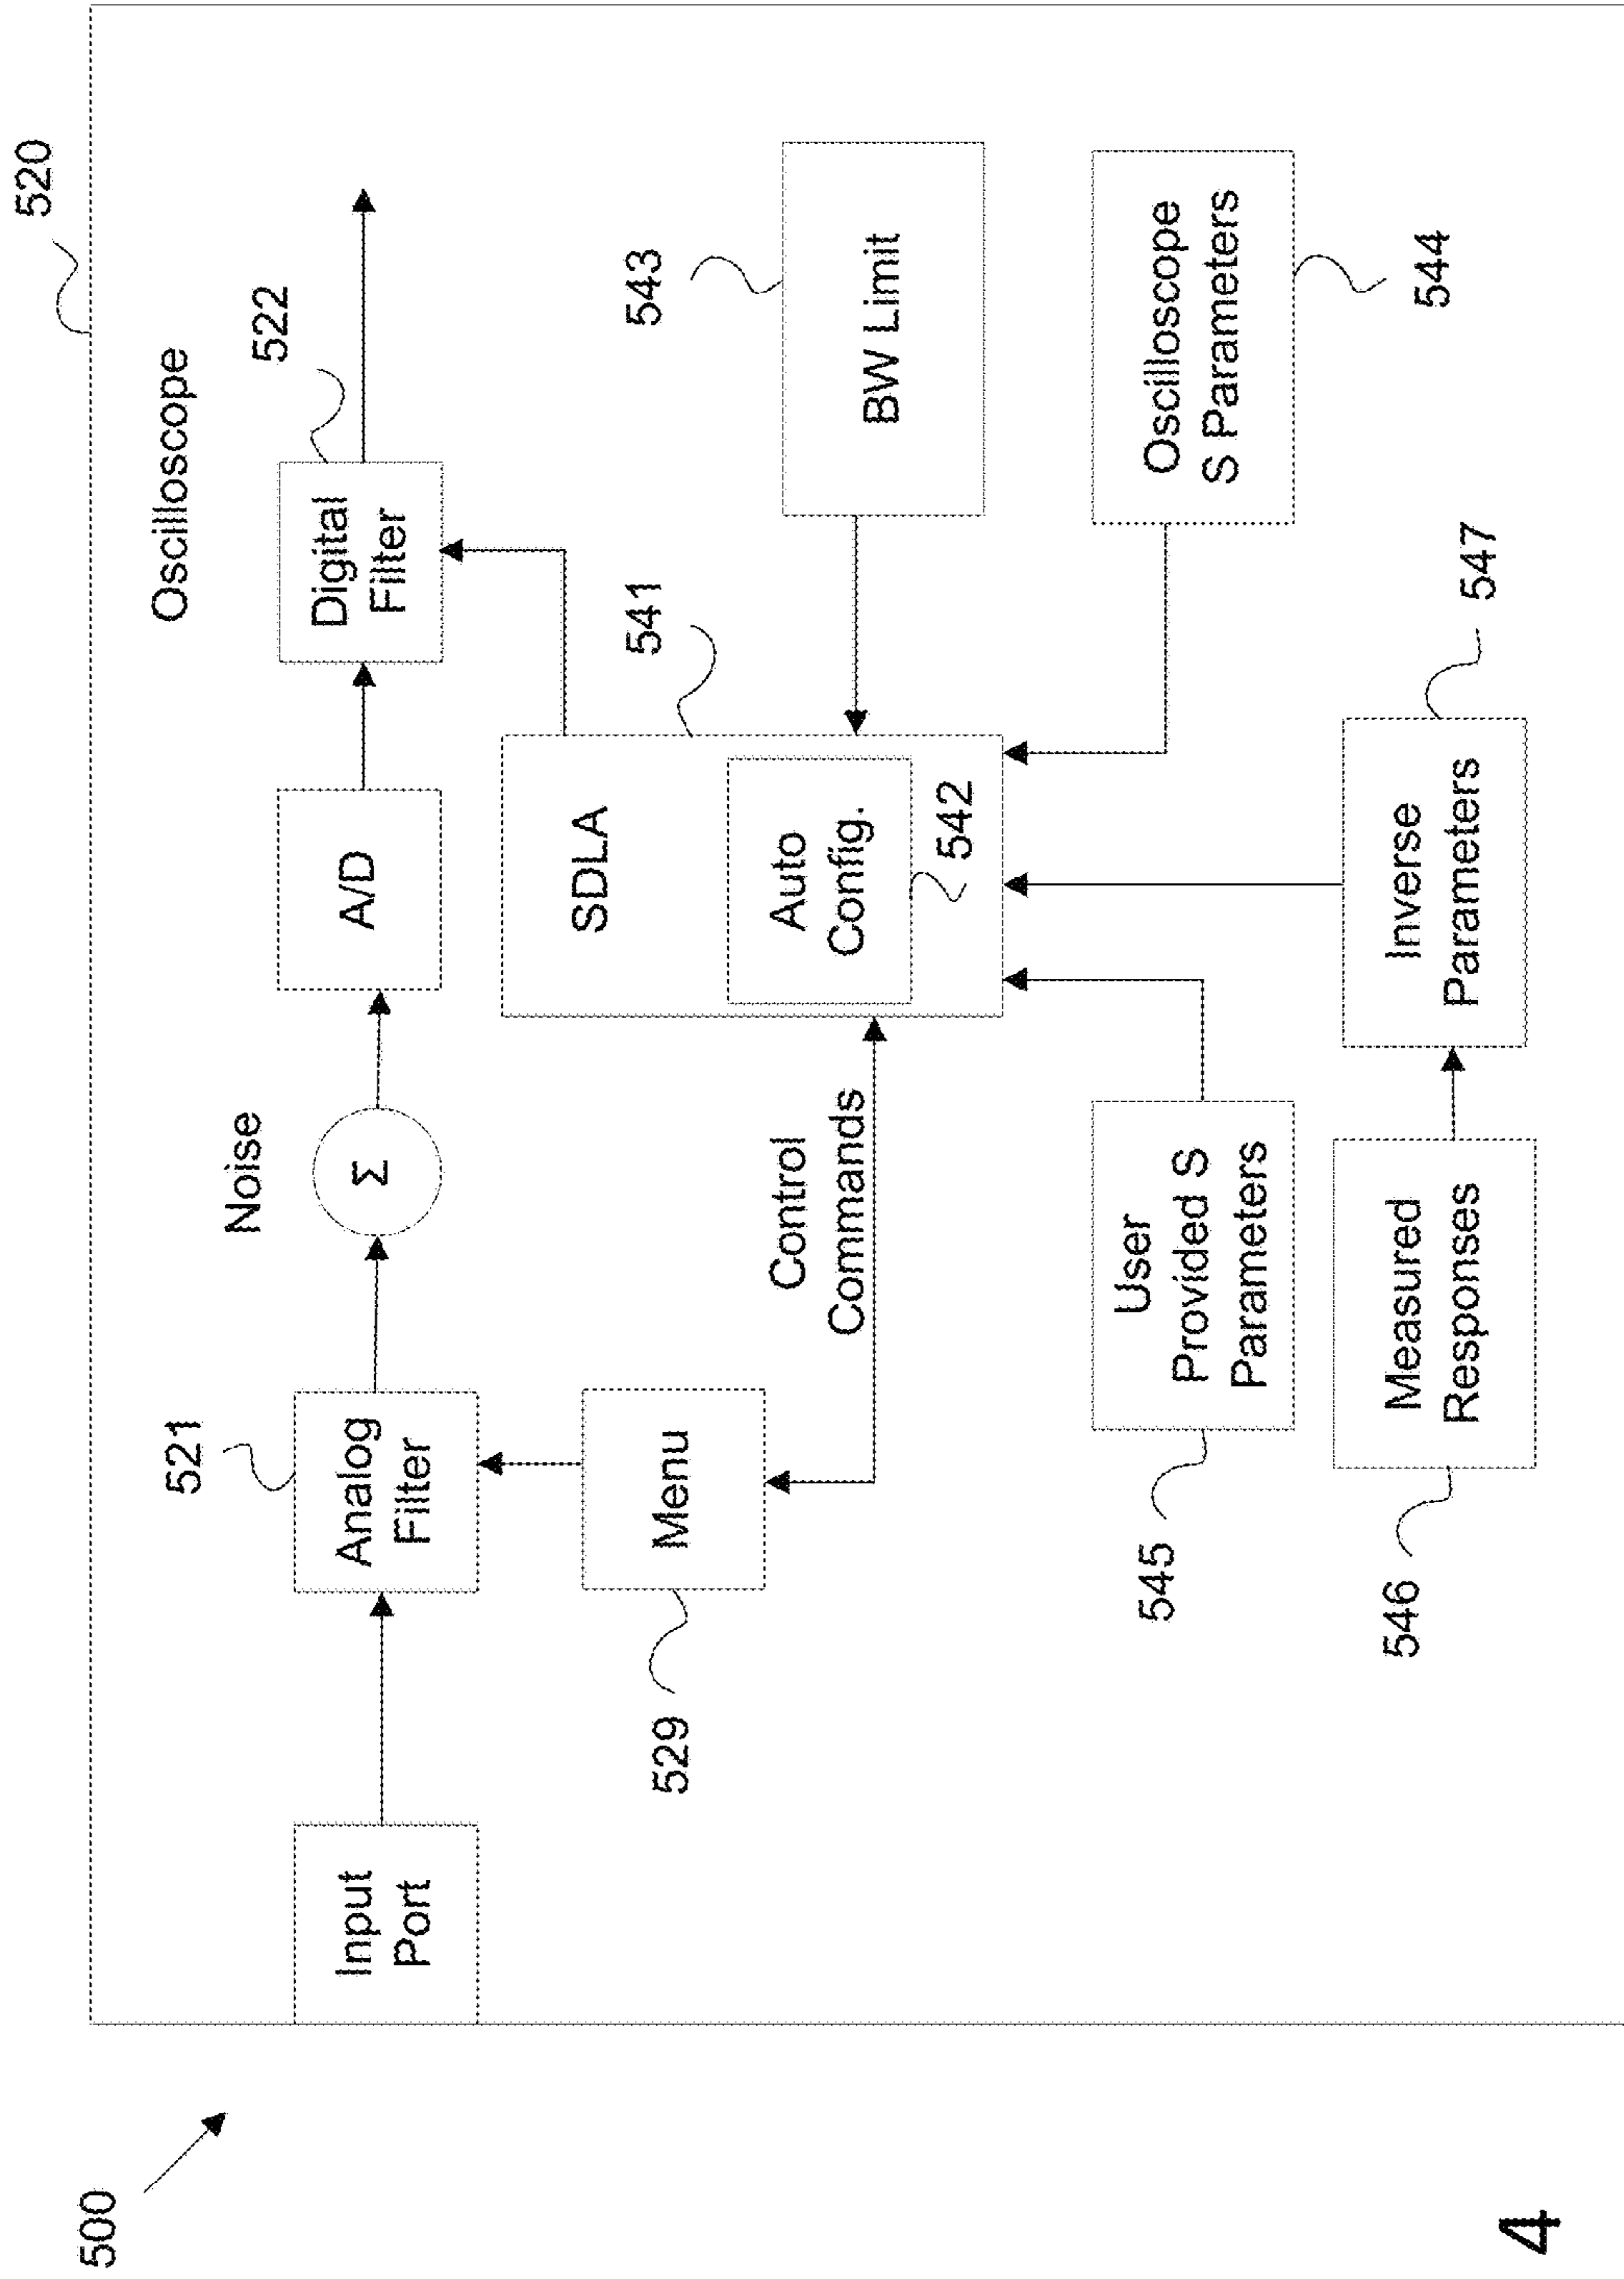 500
520
Oscilloscope
Input
Port
521
Analog
Filter
Noise
Σ
A/D
522
Digital
Filter
529
Menu
Control
Commands
SDLA
541
Auto
Config.
542
543
BW Limit
545
User
Provided S
Parameters
Oscilloscope
S Parameters
544
546
Measured
Responses
Inverse
Parameters
547
4